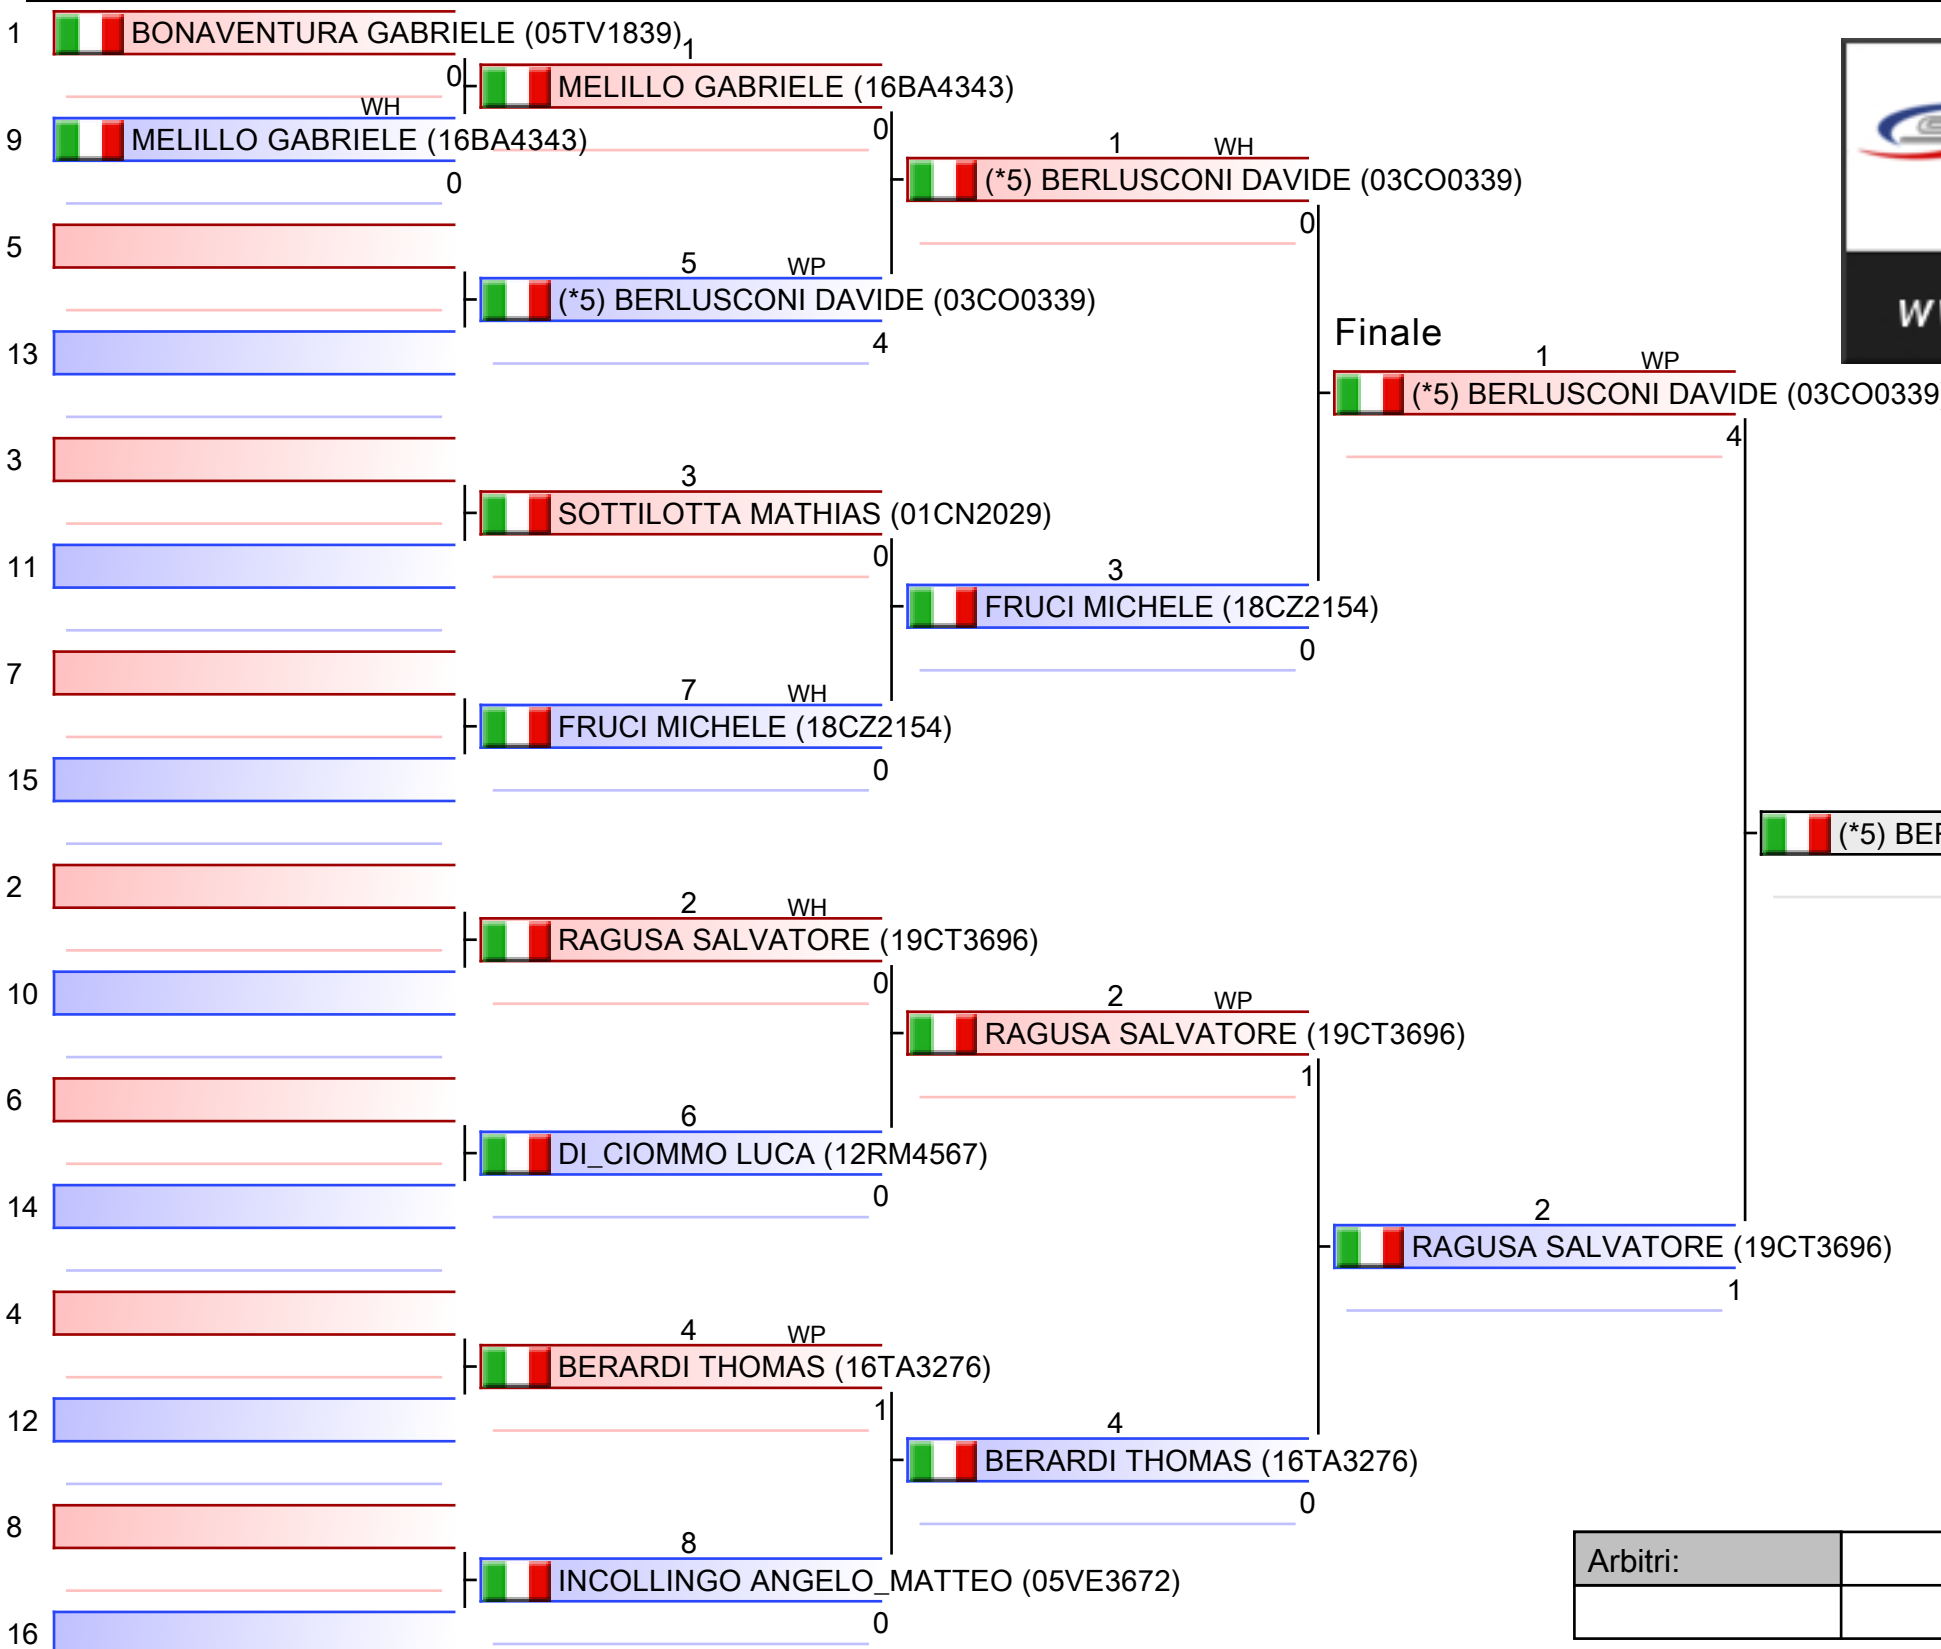 1
BONAVENTURA GABRIELE (05TV1839)
0
WH
9
MELILLO GABRIELE (16BA4343)
0
5
13
3
11
7
15
2
10
6
14
4
12
8
16
1
MELILLO GABRIELE (16BA4343)
0
5 WP
(*5) BERLUSCONI DAVIDE (03CO0339)
4
3
SOTTILOTTA MATHIAS (01CN2029)
0
7 WH
FRUCI MICHELE (18CZ2154)
0
2 WH
RAGUSA SALVATORE (19CT3696)
0
6
DI_CIOMMO LUCA (12RM4567)
0
4 WP
BERARDI THOMAS (16TA3276)
1
8
INCOLLINGO ANGELO_MATTEO (05VE3672)
0
1 WH
(*5) BERLUSCONI DAVIDE (03CO0339)
0
3
FRUCI MICHELE (18CZ2154)
0
2 WP
RAGUSA SALVATORE (19CT3696)
1
4
BERARDI THOMAS (16TA3276)
0
Finale
1 WP
(*5) BERLUSCONI DAVIDE (03CO0339
4
2
RAGUSA SALVATORE (19CT3696)
1
(*5) BER
Arbitri: